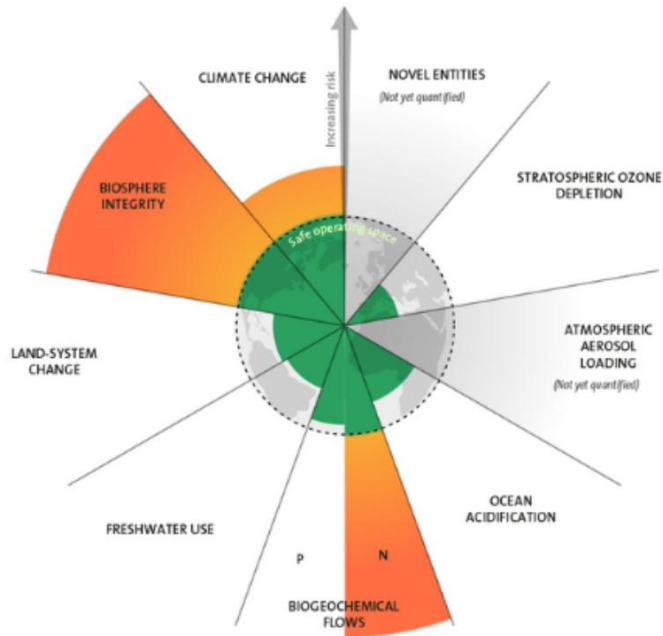 CLIMATE CHANGE
Increasing risk
NOVEL ENTITIES
(Not yet quantified)
STRATOSPHERIC OZONE
DEPLETION
BIOSPHERE
INTEGRITY
Safe operating space
LAND-SYSTEM
CHANGE
ATMOSPHERIC
AEROSOL
LOADING
(Not yet quantified)
FRESHWATER USE
OCEAN
ACIDIFICATION
P
N
BIOGEOCHEMICAL
FLOWS